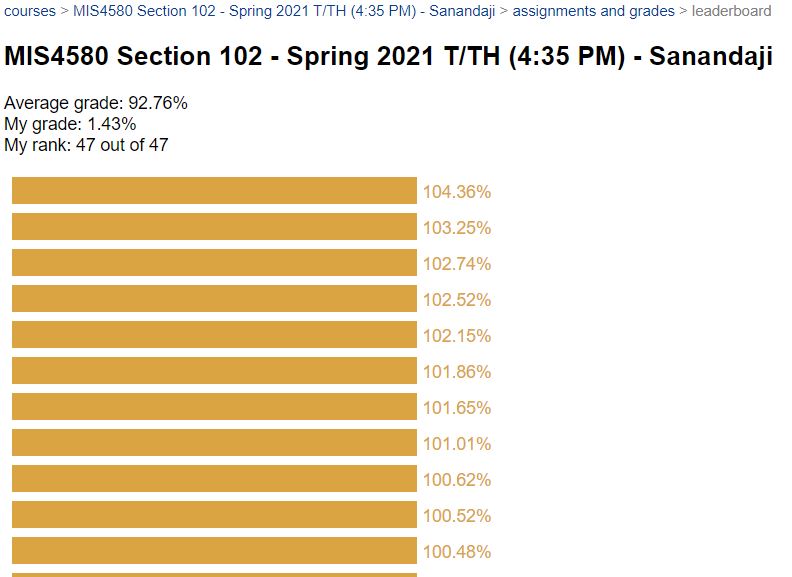 courses > MIS4580 Section 102 - Spring 2021 T/TH (4:35 PM) - Sanandaji > assignments and grades > leaderboard
MIS4580 Section 102 - Spring 2021 T/TH (4:35 PM) - Sanandaji
Average grade: 92.76%
My grade: 1.43%
My rank: 47 out of 47
104.36%
103.25%
102.74%
102.52%
102.15%
101.86%
101.65%
101.01%
100.62%
100.52%
100.48%